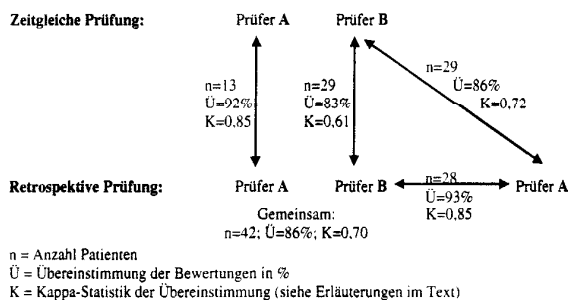 Zeitgleiche Prüfung: Prüfer A Prüfer B
n=13 n=29 n=29
Ü=92% Ü=83% Ü=86%
K=0,85 K=0,61 K=0,72
Retrospektive Prüfung: Prüfer A Prüfer B n=28 Prüfer A
Ü=93%
K=0,85
Gemeinsam:
n=42; Ü=86%; K=0,70
n = Anzahl Patienten
Ü = Übereinstimmung der Bewertungen in %
K = Kappa-Statistik der Übereinstimmung (siehe Erläuterungen im Text)